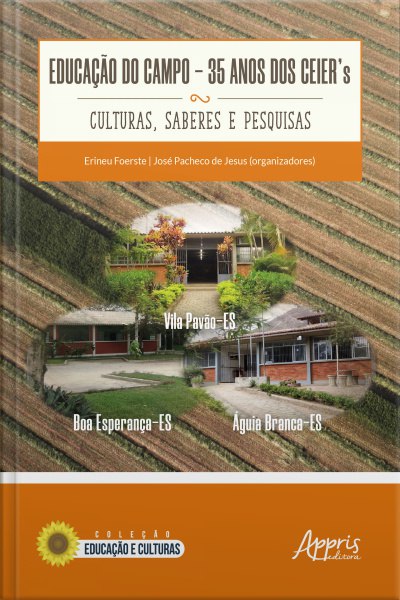 EDUCAÇÃO DO CAMPO – 35 ANOS DOS CEIER's
CULTURAS, SABERES E PESQUISAS
Erineu Foerste | José Pacheco de Jesus (organizadores)
Vila Pavão-ES
Boa Esperança-ES
Águia Branca-ES
COLEÇÃO
EDUCAÇÃO E CULTURAS
Appris
editora